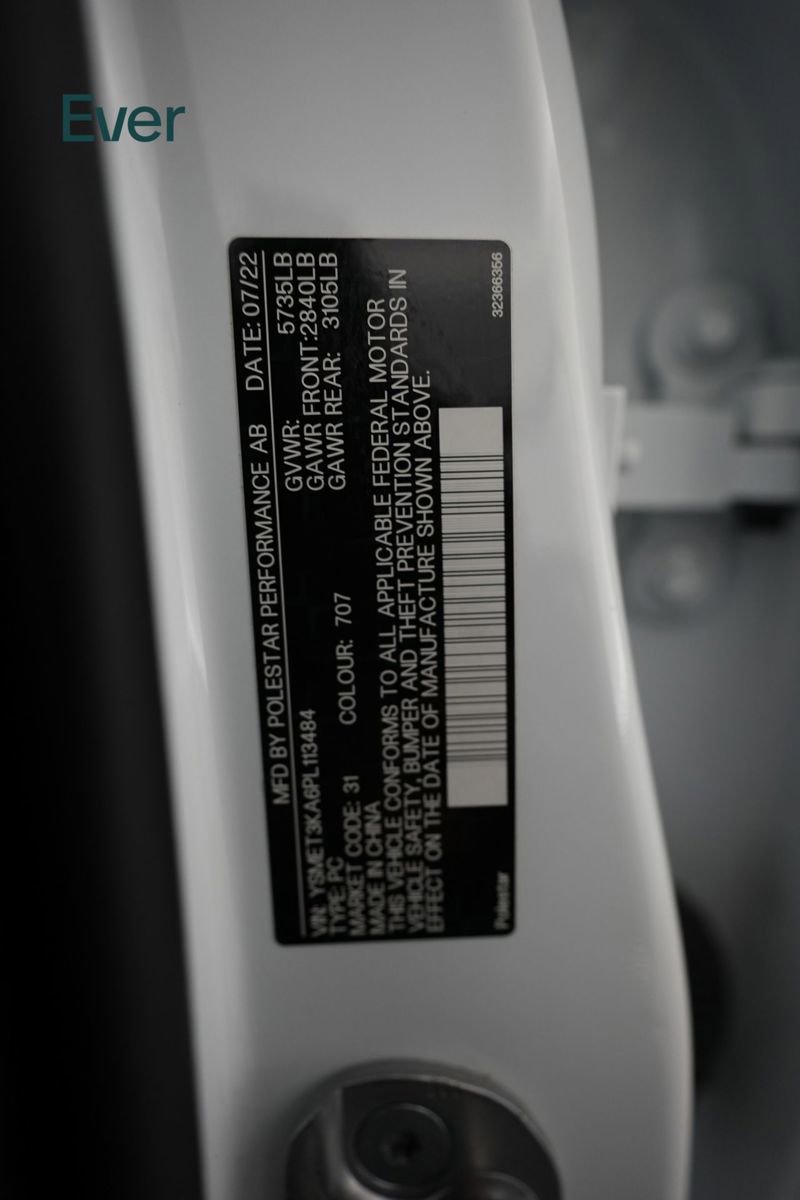 Ever
MFD BY POLESTAR PERFORMANCE AB DATE: 07/22
VIN: YSMET3KA6PL113484 GVWR: 5735LB
TYPE: PC GAWR FRONT:2840LB
MARKET CODE: 31 COLOUR: 707 GAWR REAR: 3105LB
MADE IN CHINA
THIS VEHICLE CONFORMS TO ALL APPLICABLE FEDERAL MOTOR
VEHICLE SAFETY, BUMPER AND THEFT PREVENTION STANDARDS IN
EFFECT ON THE DATE OF MANUFACTURE SHOWN ABOVE.
Polestar 32366356